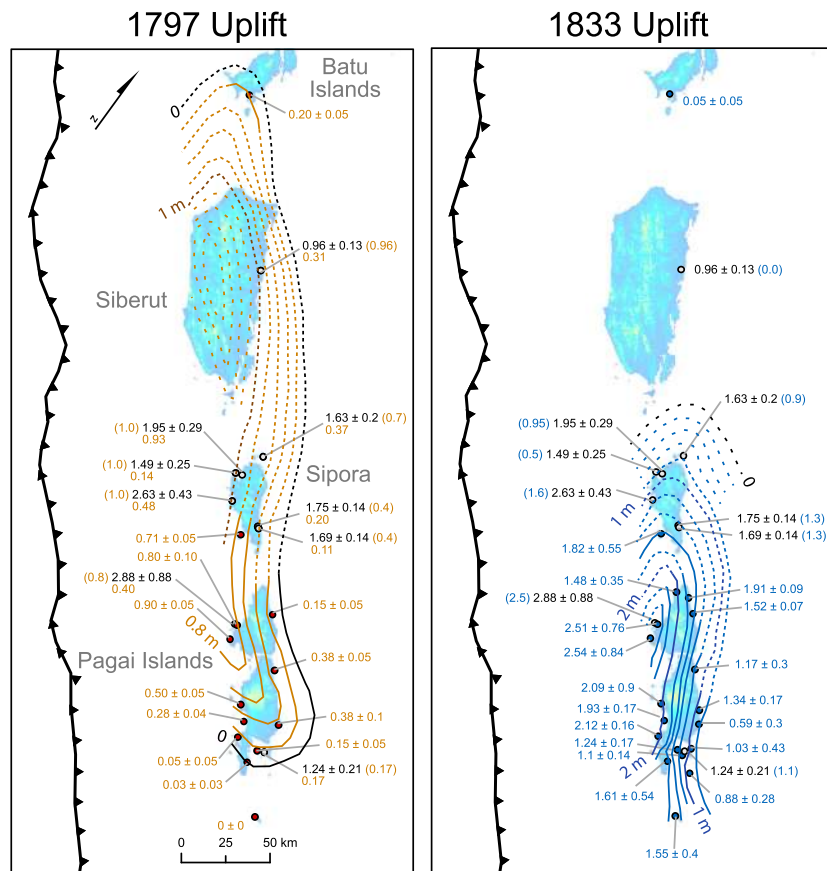 1797 Uplift
1833 Uplift
Batu
Islands
0
0.20 ± 0.05
z
1 m
0.96 ± 0.13 (0.96)
0.31
Siberut
1.63 ± 0.2 (0.7)
0.37
(1.0) 1.95 ± 0.29
0.93
(1.0) 1.49 ± 0.25
0.14
Sipora
(1.0) 2.63 ± 0.43
0.48
1.75 ± 0.14 (0.4)
0.20
1.69 ± 0.14 (0.4)
0.11
0.71 ± 0.05
0.80 ± 0.10
(0.8) 2.88 ± 0.88
0.40
0.90 ± 0.05
0.15 ± 0.05
0.8 m
Pagai Islands
0.38 ± 0.05
0.50 ± 0.05
0.28 ± 0.04
0.38 ± 0.1
0
0.05 ± 0.05
0.15 ± 0.05
1.24 ± 0.21 (0.17)
0.17
0.03 ± 0.03
0 ± 0
0 25 50 km
0.05 ± 0.05
0.96 ± 0.13 (0.0)
1.63 ± 0.2 (0.9)
(0.95) 1.95 ± 0.29
(0.5) 1.49 ± 0.25
0
(1.6) 2.63 ± 0.43
1 m
1.75 ± 0.14 (1.3)
1.69 ± 0.14 (1.3)
1.82 ± 0.55
1.48 ± 0.35
1.91 ± 0.09
(2.5) 2.88 ± 0.88
2 m
1.52 ± 0.07
2.51 ± 0.76
2.54 ± 0.84
1.17 ± 0.3
2.09 ± 0.9
1.34 ± 0.17
1.93 ± 0.17
0.59 ± 0.3
2.12 ± 0.16
1.24 ± 0.17
1.03 ± 0.43
1.1 ± 0.14
2 m
1.24 ± 0.21 (1.1)
1.61 ± 0.54
0.88 ± 0.28
1 m
1.55 ± 0.4